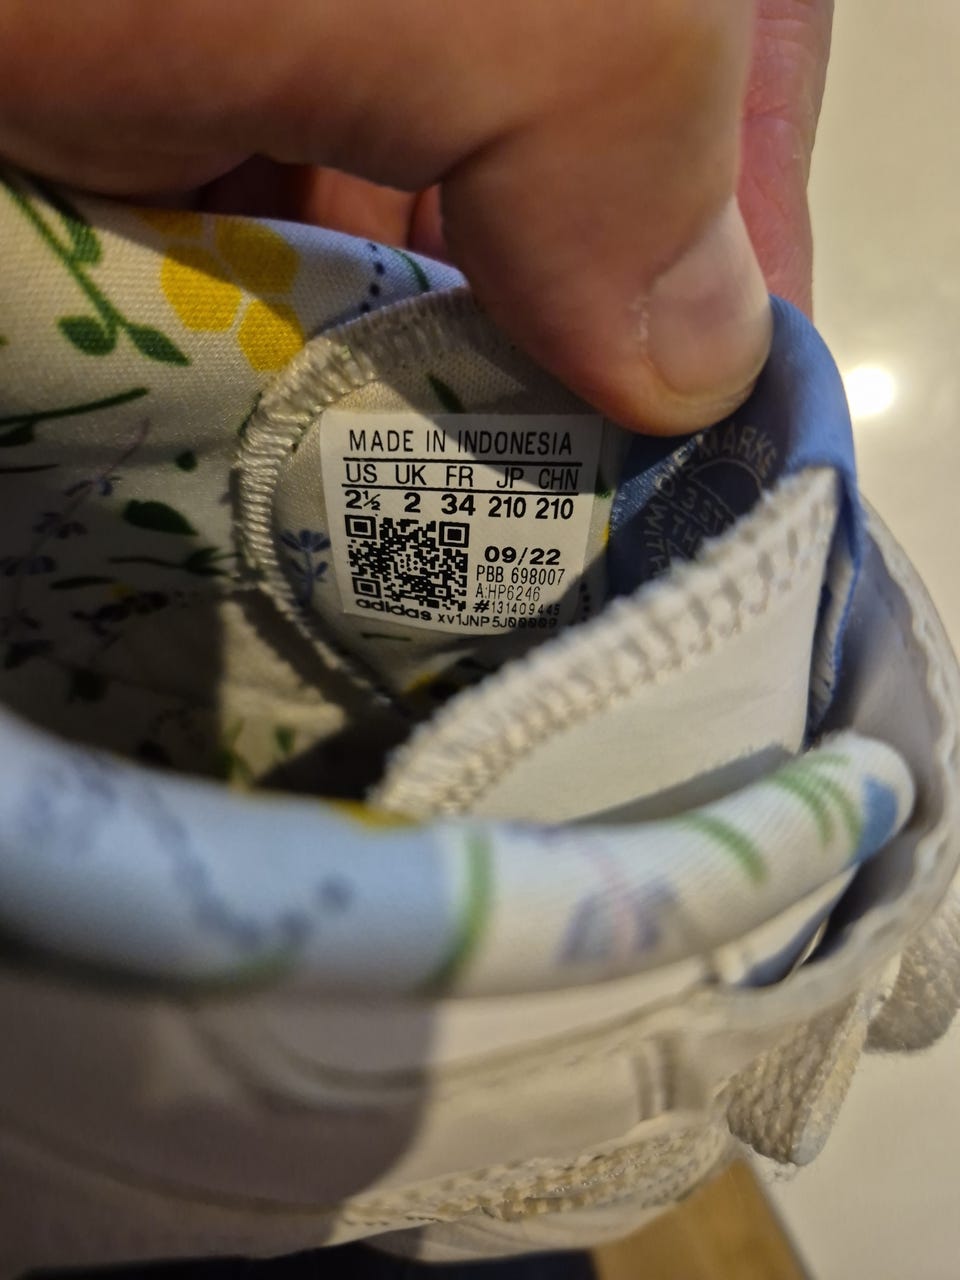 MADE IN INDONESIA
US UK FR JP CHN
2½ 2 34 210 210
09/22
PBB 698007
A:HP6246
#131409445
adidas XV1JNP5J00009